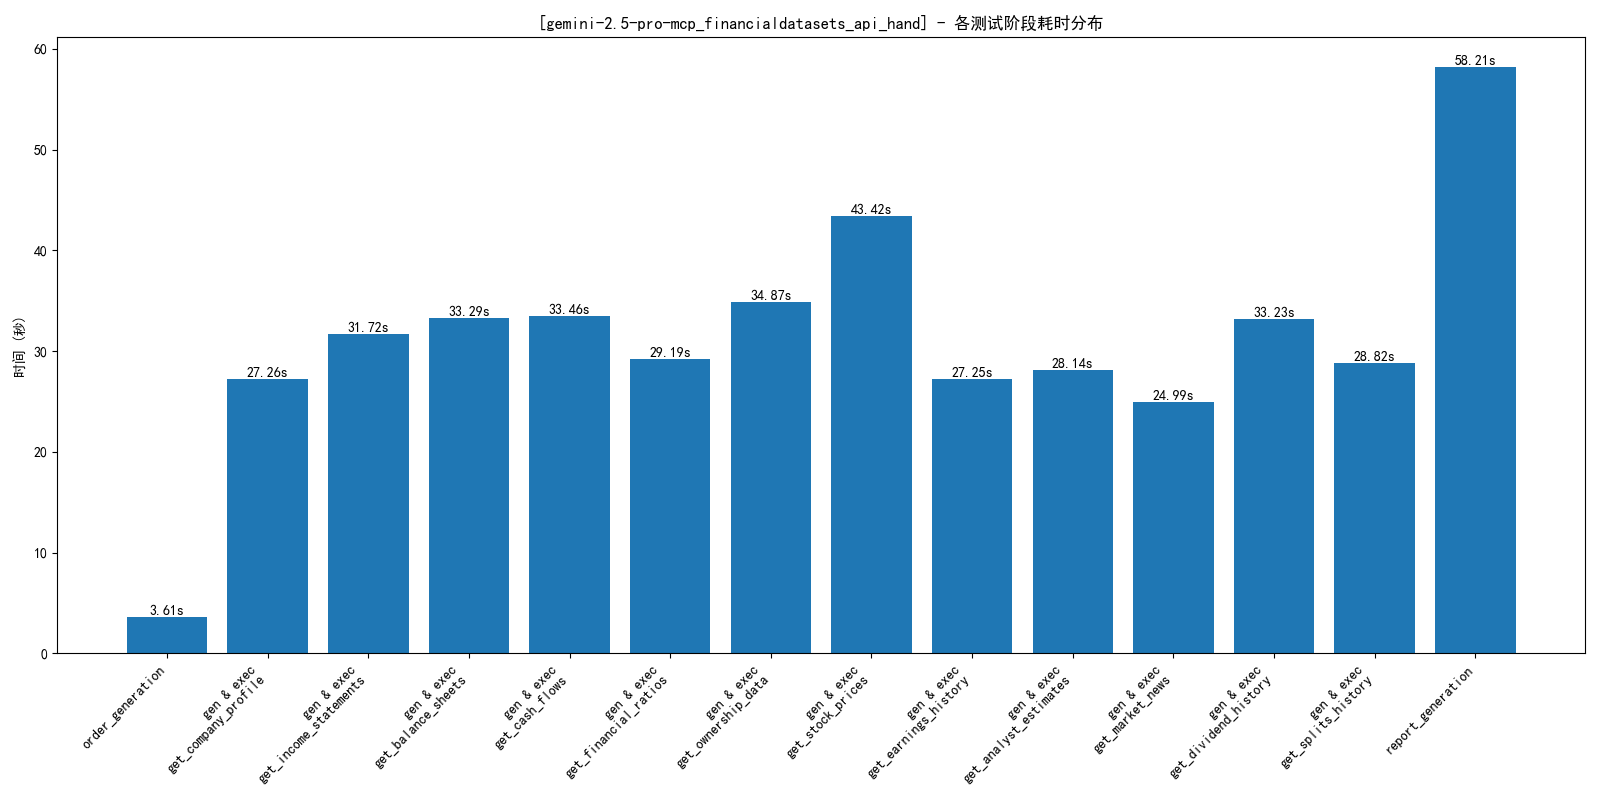 [gemini-2.5-pro-mcp_financialdatasets_api_hand] - 各测试阶段耗时分布
时间 (秒)
60
50
40
30
20
10
0
3.61s
27.26s
31.72s
33.29s
33.46s
29.19s
34.87s
43.42s
27.25s
28.14s
24.99s
33.23s
28.82s
58.21s
order_generation
gen & exec
get_company_profile
gen & exec
get_income_statements
gen & exec
get_balance_sheets
gen & exec
get_cash_flows
gen & exec
get_financial_ratios
gen & exec
get_ownership_data
gen & exec
get_stock_prices
gen & exec
get_earnings_history
gen & exec
get_analyst_estimates
gen & exec
get_market_news
gen & exec
get_dividend_history
gen & exec
get_splits_history
report_generation